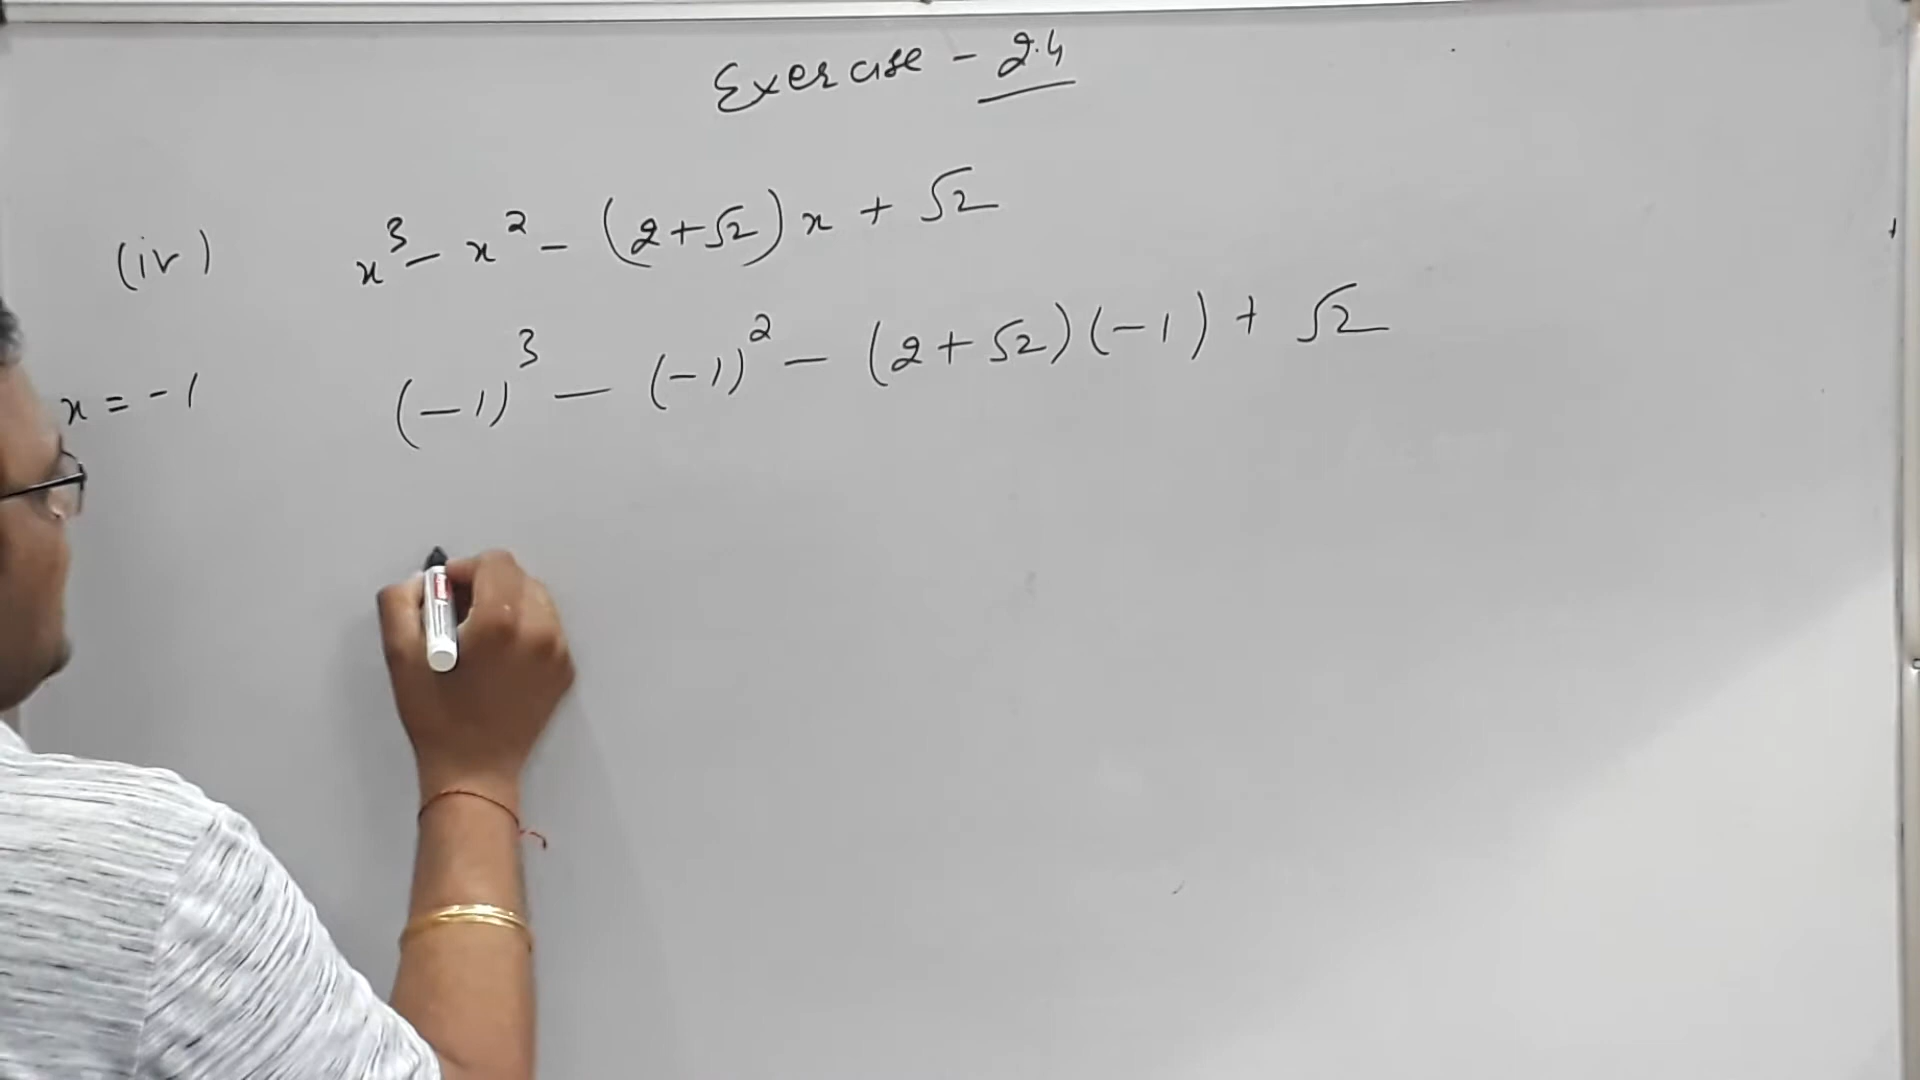 Exercise - 2.4
(iv) x³ - x² - (2+√2)x + √2
x = -1 (-1)³ - (-1)² - (2+√2)(-1) + √2